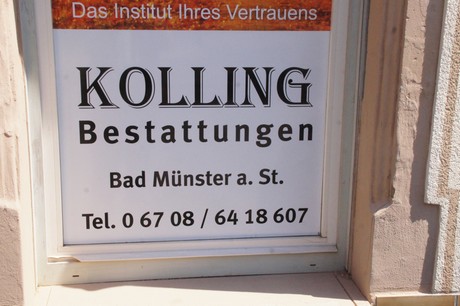 Das Institut Ihres Vertrauens
KOLLING
Bestattungen
Bad Münster a. St.
Tel. 0 67 08 / 64 18 607